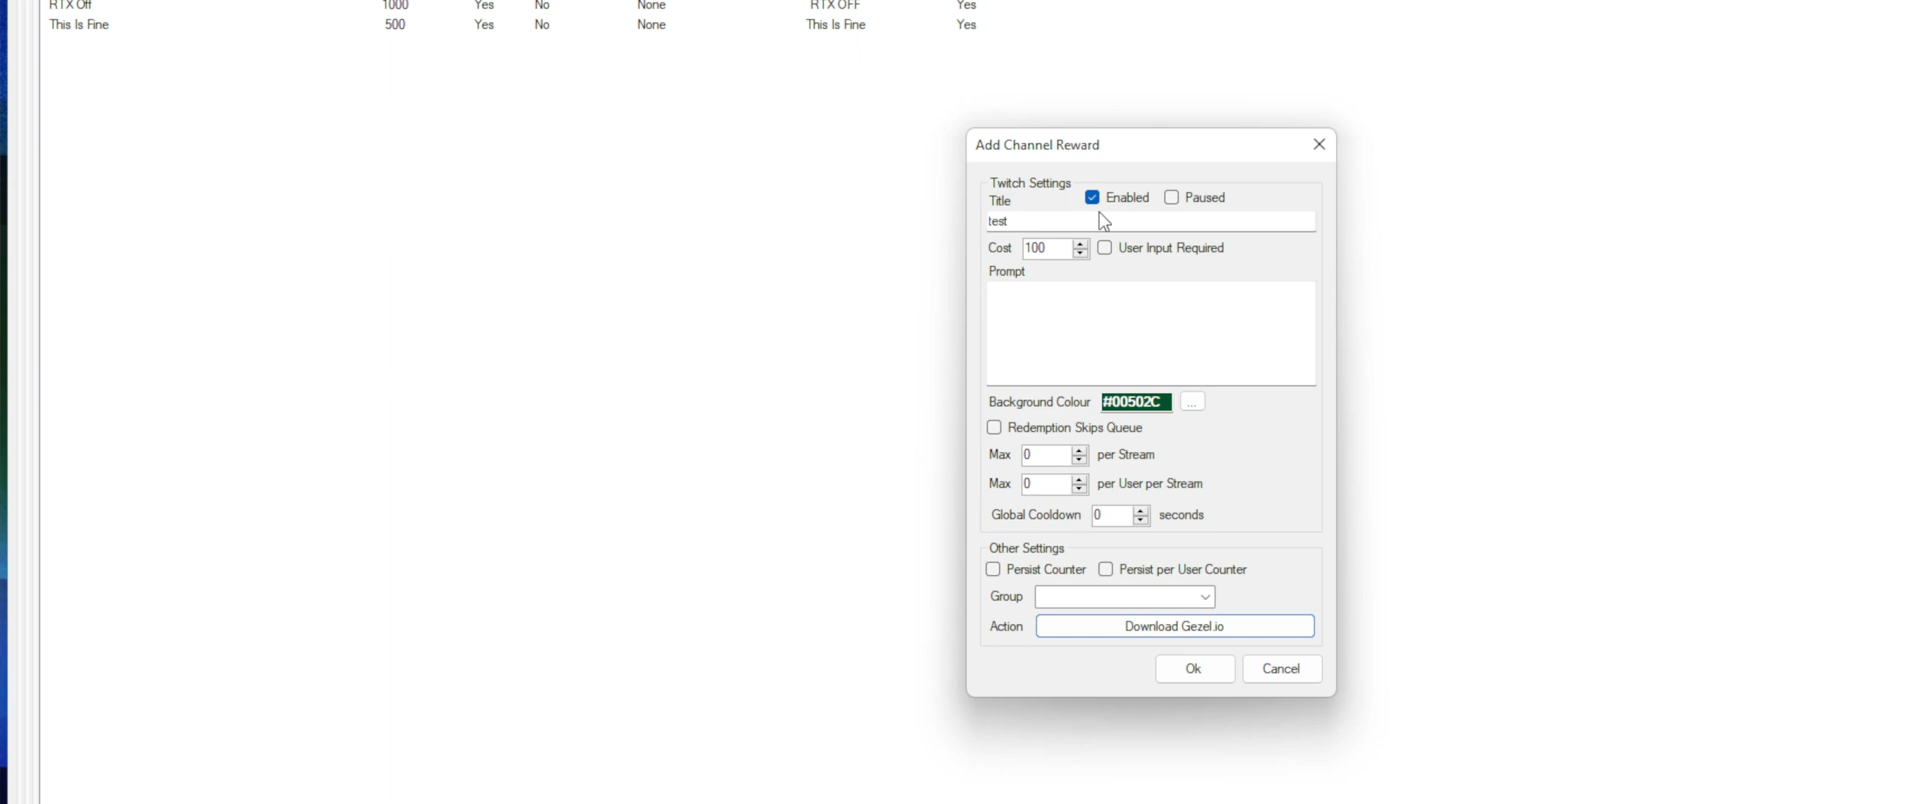 RTX Off 1000 Yes No None RTX OFF Yes
This Is Fine 500 Yes No None This Is Fine Yes
Add Channel Reward
Twitch Settings
Title Enabled Paused
test
Cost 100 User Input Required
Prompt
Background Colour #00502C ...
Redemption Skips Queue
Max 0 per Stream
Max 0 per User per Stream
Global Cooldown 0 seconds
Other Settings
Persist Counter Persist per User Counter
Group
Action Download Gezel.io
Ok Cancel